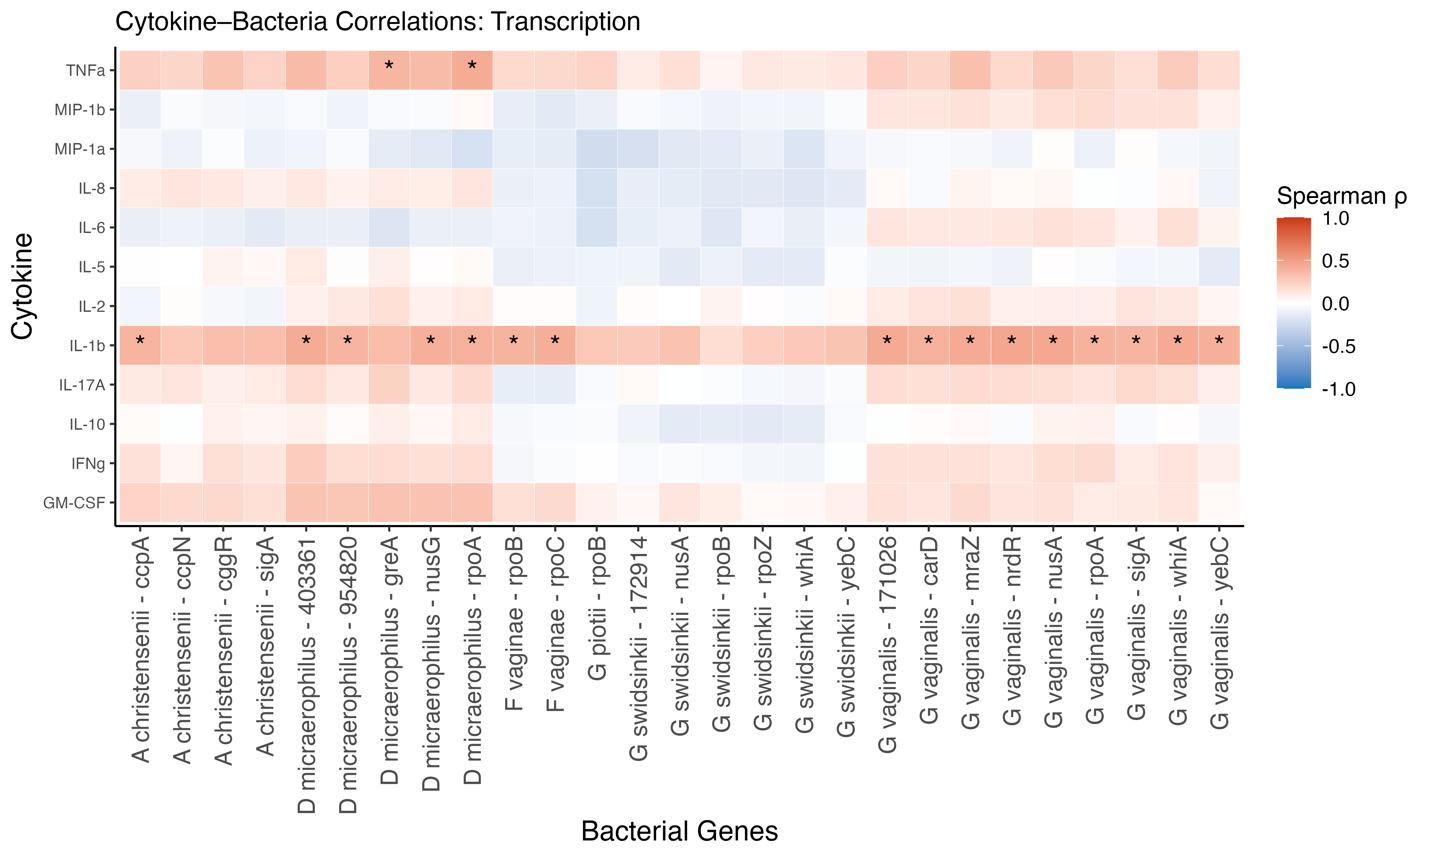 Cytokine–Bacteria Correlations: Transcription
TNFa
* *
MIP-1b
MIP-1a
IL-8
IL-6
IL-5
IL-2
IL-1b
* * * * * * * * * * * * * * * *
IL-17A
IL-10
IFNg
GM-CSF
Cytokine
A christensenii - ccpA
A christensenii - ccpN
A christensenii - cggR
A christensenii - sigA
D micraerophilus - 403361
D micraerophilus - 954820
D micraerophilus - greA
D micraerophilus - nusG
D micraerophilus - rpoA
F vaginae - rpoB
F vaginae - rpoC
G piotii - rpoB
G swidsinkii - 172914
G swidsinkii - nusA
G swidsinkii - rpoB
G swidsinkii - rpoZ
G swidsinkii - whiA
G swidsinkii - yebC
G vaginalis - 171026
G vaginalis - carD
G vaginalis - mraZ
G vaginalis - nrdR
G vaginalis - nusA
G vaginalis - rpoA
G vaginalis - sigA
G vaginalis - whiA
G vaginalis - yebC
Bacterial Genes
Spearman ρ
1.0
0.5
0.0
-0.5
-1.0